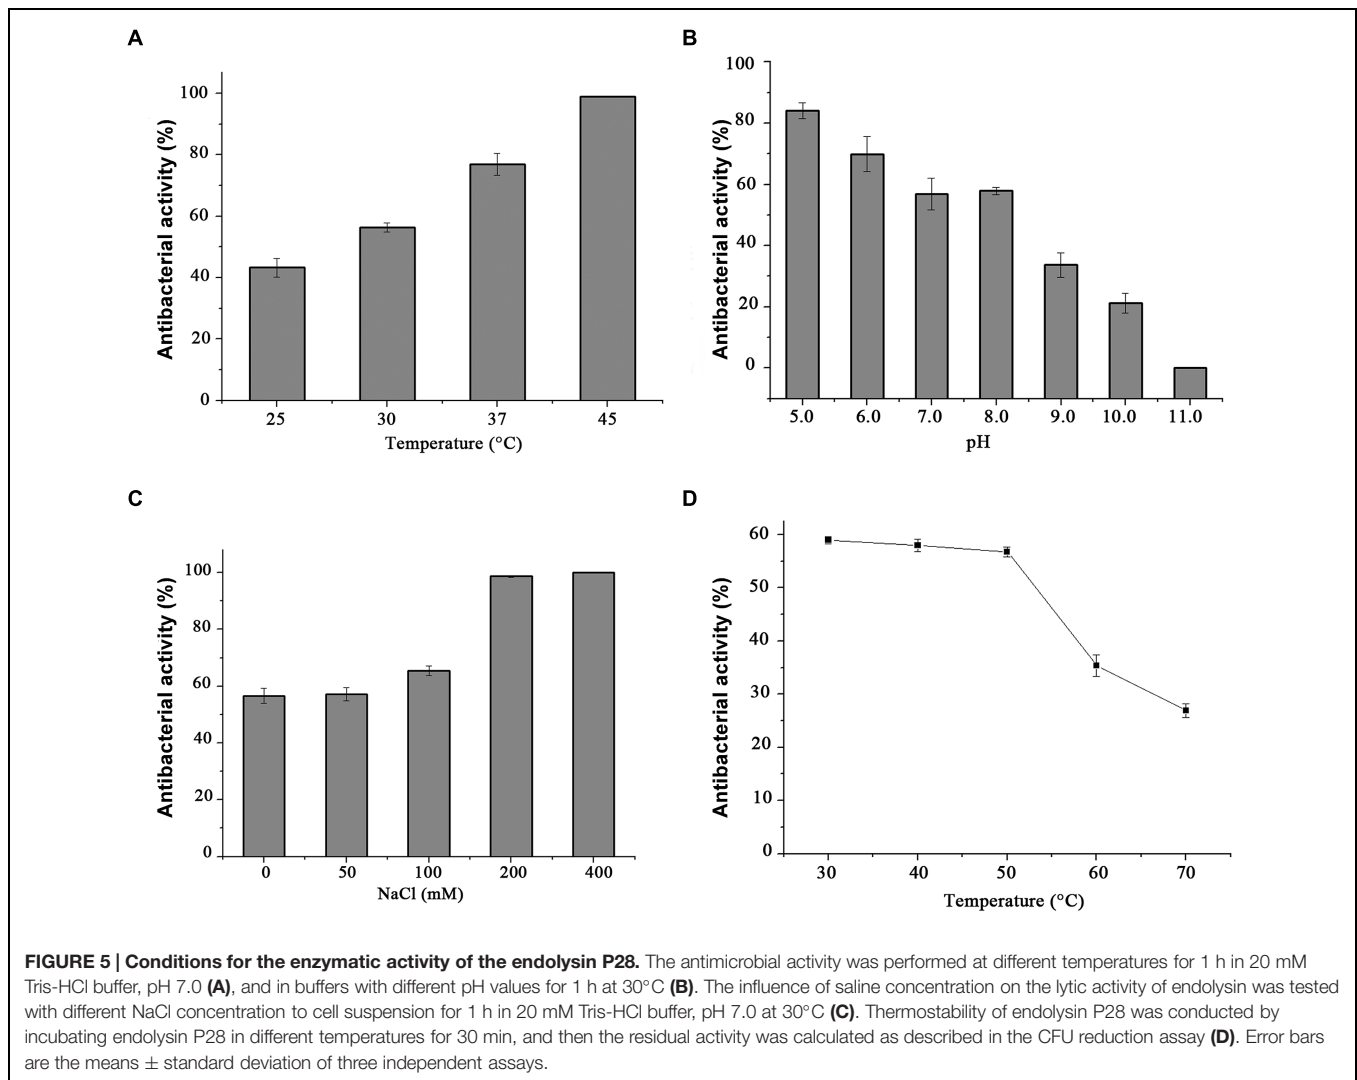 A
Antibacterial activity (%)
100
80
60
40
20
0
25 30 37 45
Temperature (°C)
B
Antibacterial activity (%)
100
80
60
40
20
0
5.0 6.0 7.0 8.0 9.0 10.0 11.0
pH
C
Antibacterial activity (%)
100
80
60
40
20
0
0 50 100 200 400
NaCl (mM)
D
Antibacterial activity (%)
60
50
40
30
20
10
0
30 40 50 60 70
Temperature (°C)
FIGURE 5 | Conditions for the enzymatic activity of the endolysin P28. The antimicrobial activity was performed at different temperatures for 1 h in 20 mM
Tris-HCl buffer, pH 7.0 (A), and in buffers with different pH values for 1 h at 30°C (B). The influence of saline concentration on the lytic activity of endolysin was tested
with different NaCl concentration to cell suspension for 1 h in 20 mM Tris-HCl buffer, pH 7.0 at 30°C (C). Thermostability of endolysin P28 was conducted by
incubating endolysin P28 in different temperatures for 30 min, and then the residual activity was calculated as described in the CFU reduction assay (D). Error bars
are the means ± standard deviation of three independent assays.